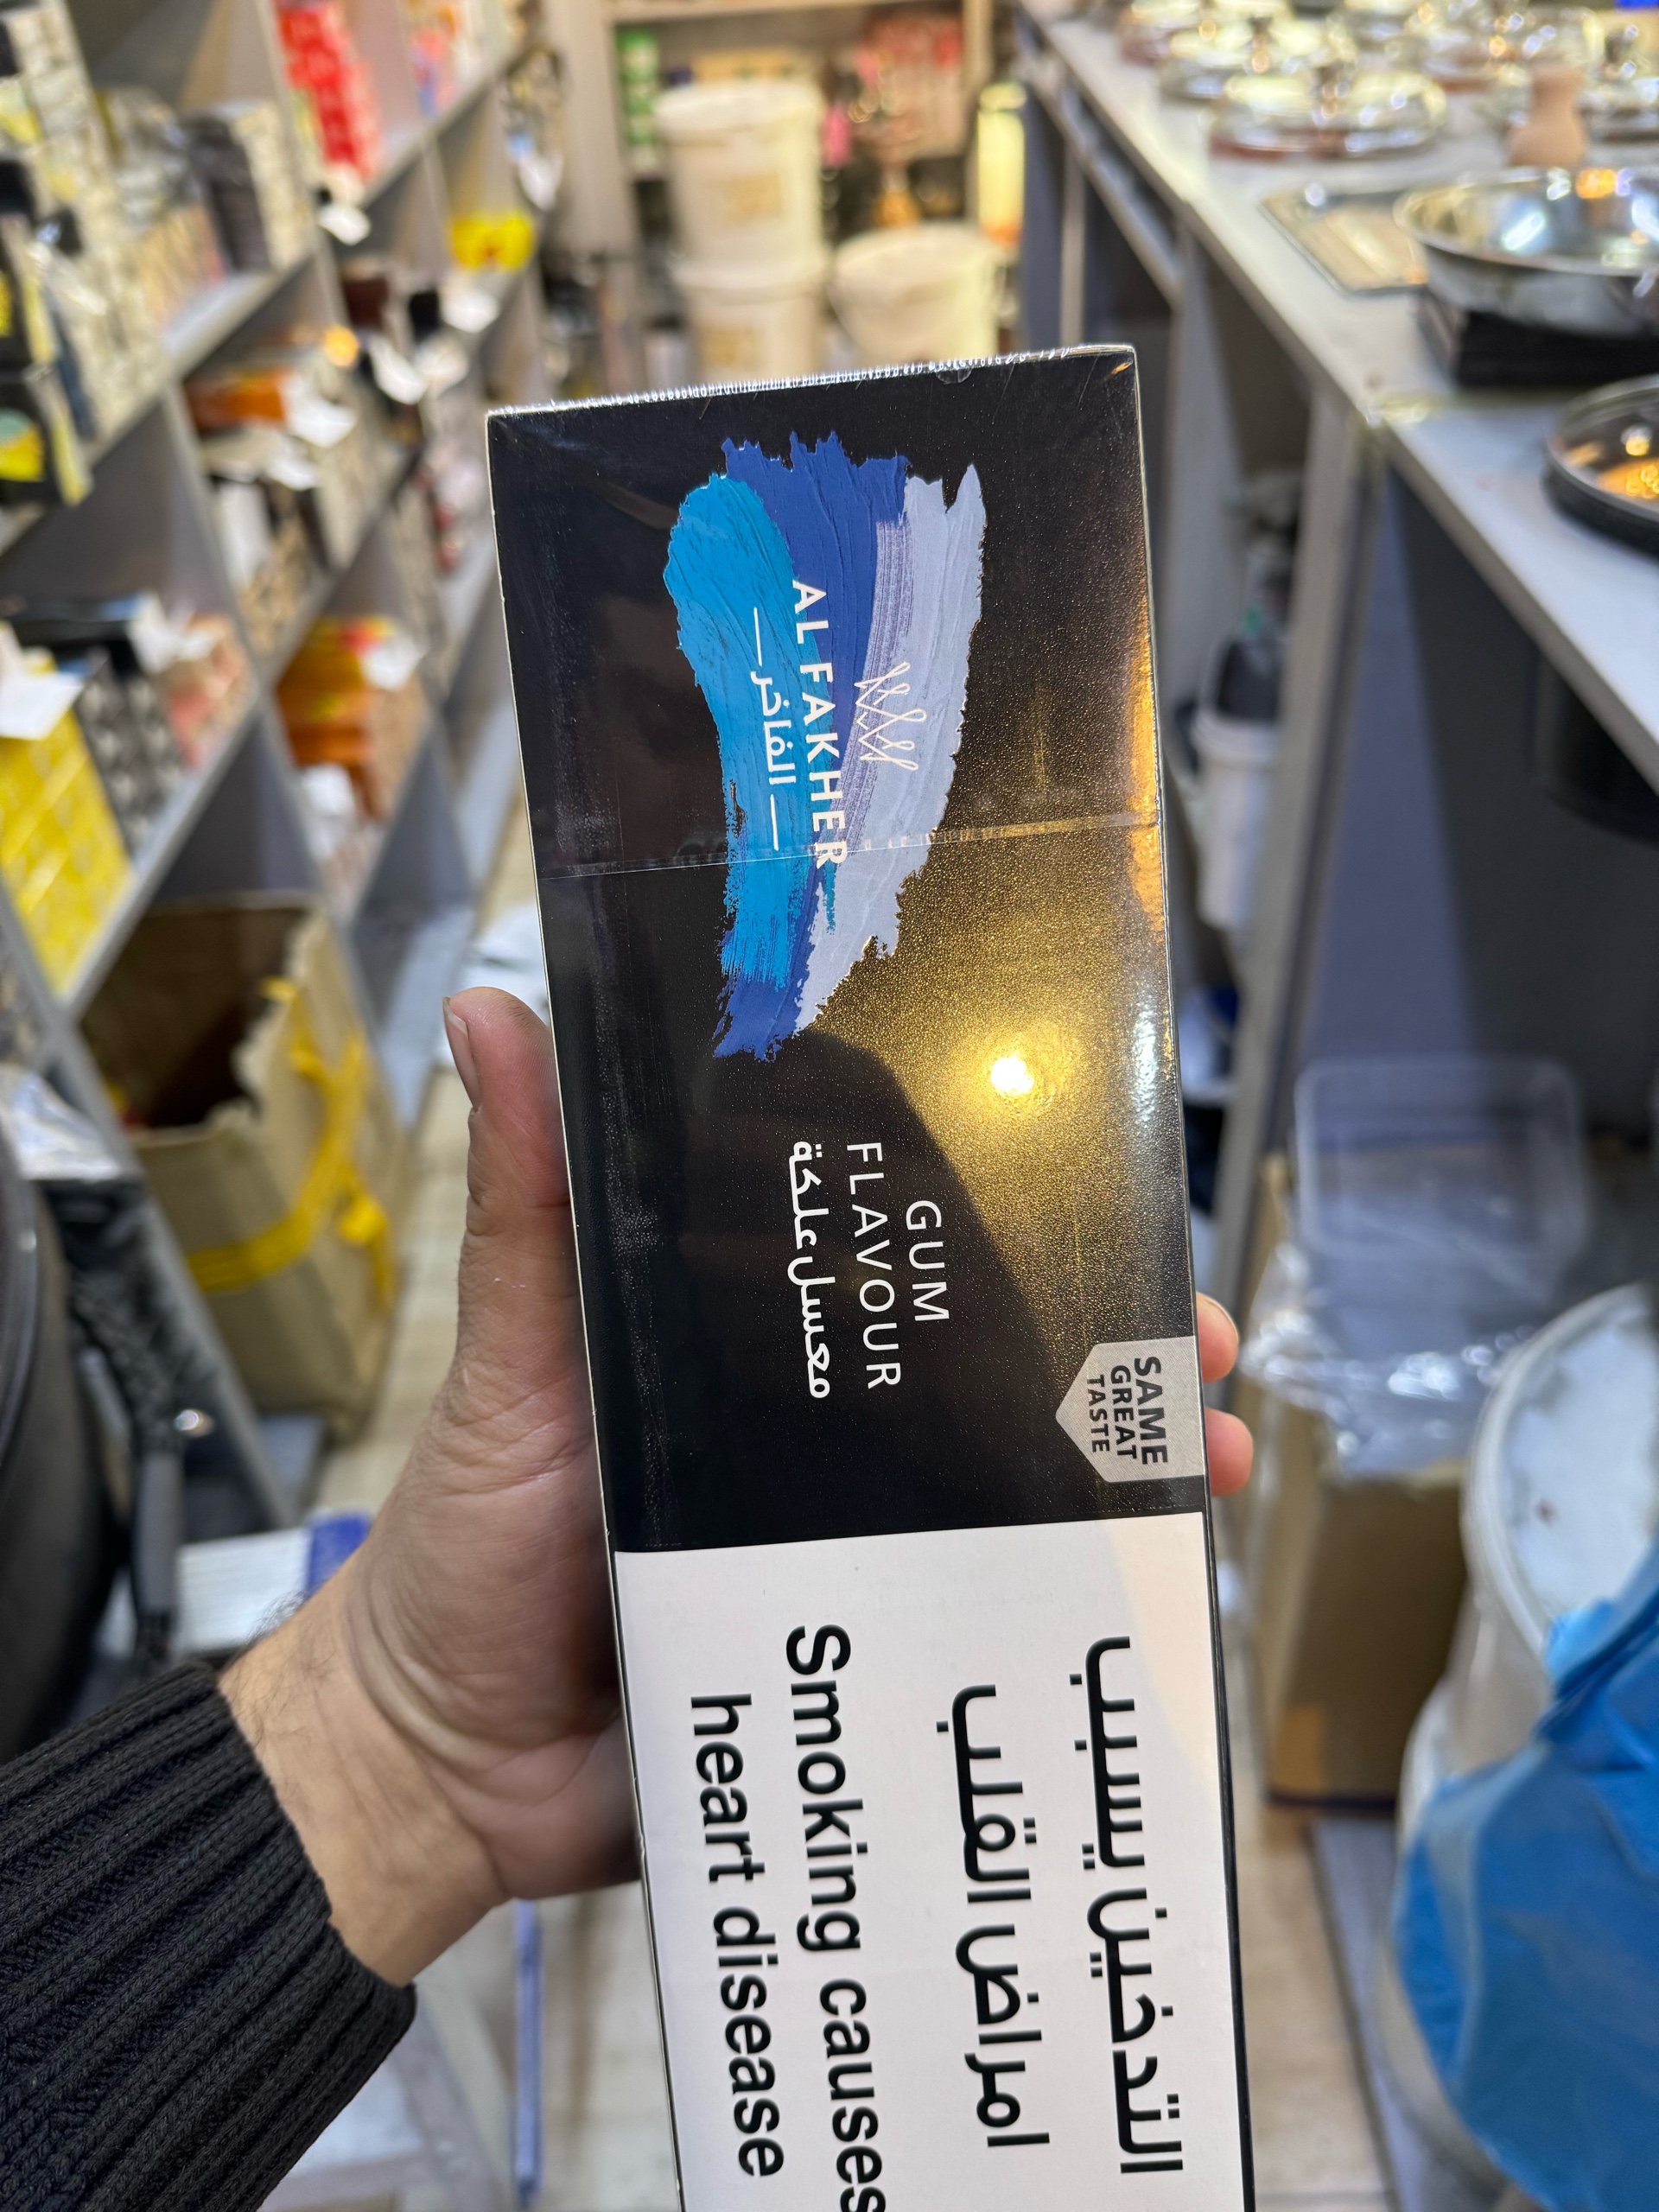 AL FAKHER
الفاخر
GUM
FLAVOUR
معسل علكة
SAME
GREAT
TASTE
التدخين يسبب
امراض القلب
Smoking causes
heart disease